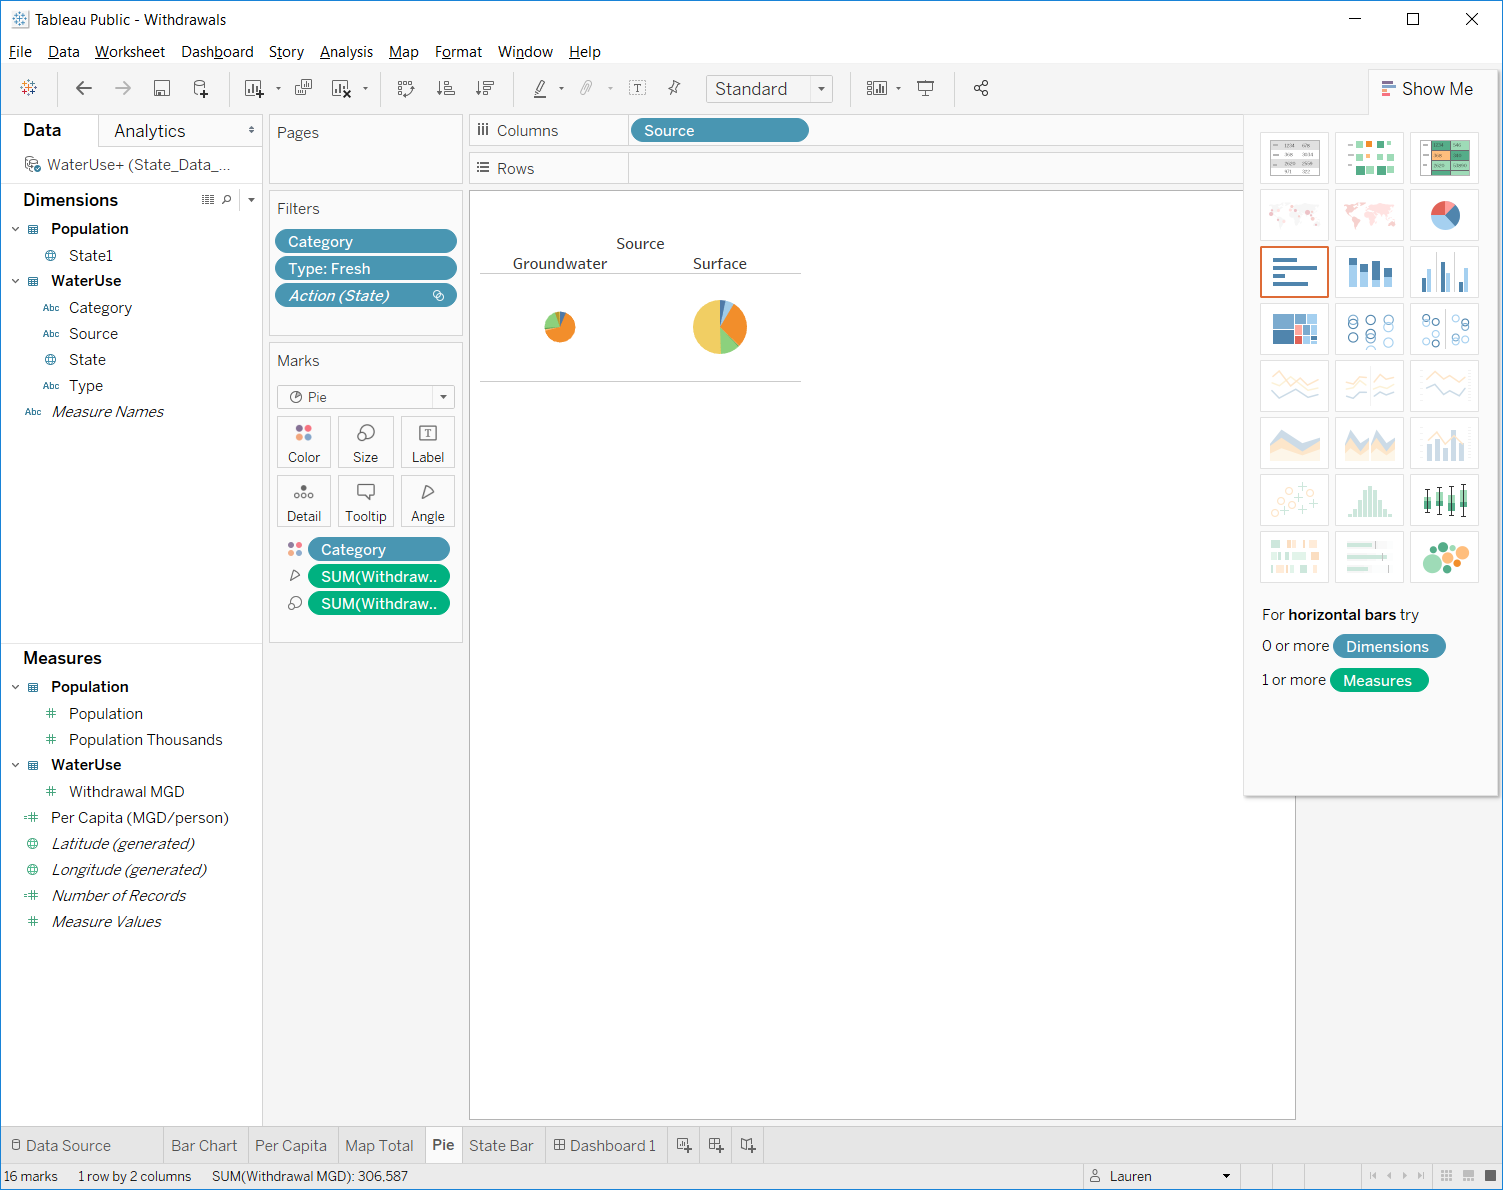 Tableau Public - Withdrawals
File Data Worksheet Dashboard Story Analysis Map Format Window Help
Standard
Show Me
Data
Analytics
WaterUse+ (State_Data_...
Dimensions
Population
State1
WaterUse
Abc Category
Abc Source
State
Abc Type
Abc Measure Names
Measures
Population
Population
Population Thousands
WaterUse
Withdrawal MGD
Per Capita (MGD/person)
Latitude (generated)
Longitude (generated)
Number of Records
Measure Values
Pages
Filters
Category
Type: Fresh
Action (State)
Marks
Pie
Color Size Label
Detail Tooltip Angle
Category
SUM(Withdraw..
SUM(Withdraw..
Columns Source
Rows
Source
Groundwater Surface
For horizontal bars try
0 or more Dimensions
1 or more Measures
Data Source Bar Chart Per Capita Map Total Pie State Bar Dashboard 1
16 marks 1 row by 2 columns SUM(Withdrawal MGD): 306,587 Lauren